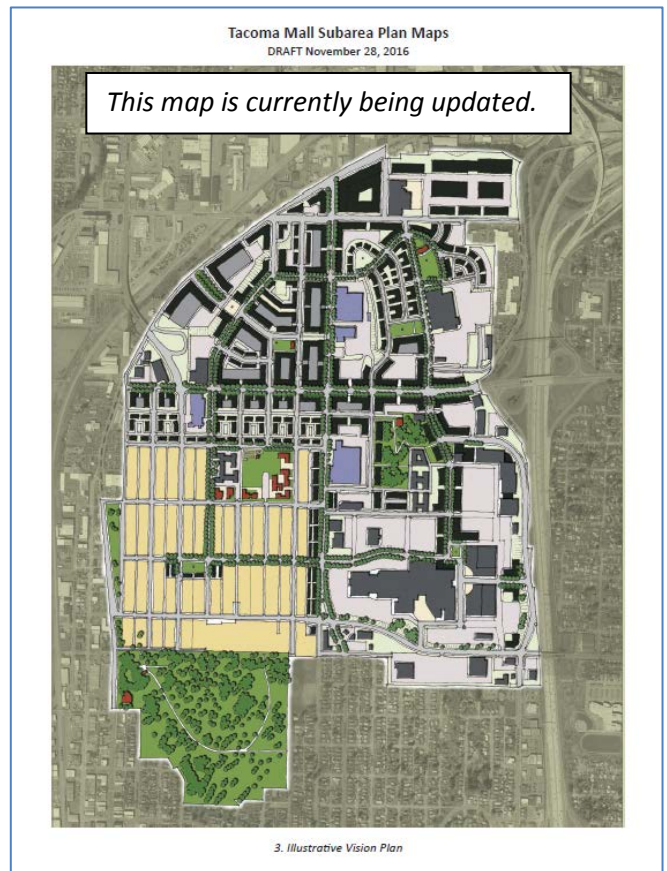 Tacoma Mall Subarea Plan Maps
DRAFT November 28, 2016
This map is currently being updated.
3. Illustrative Vision Plan